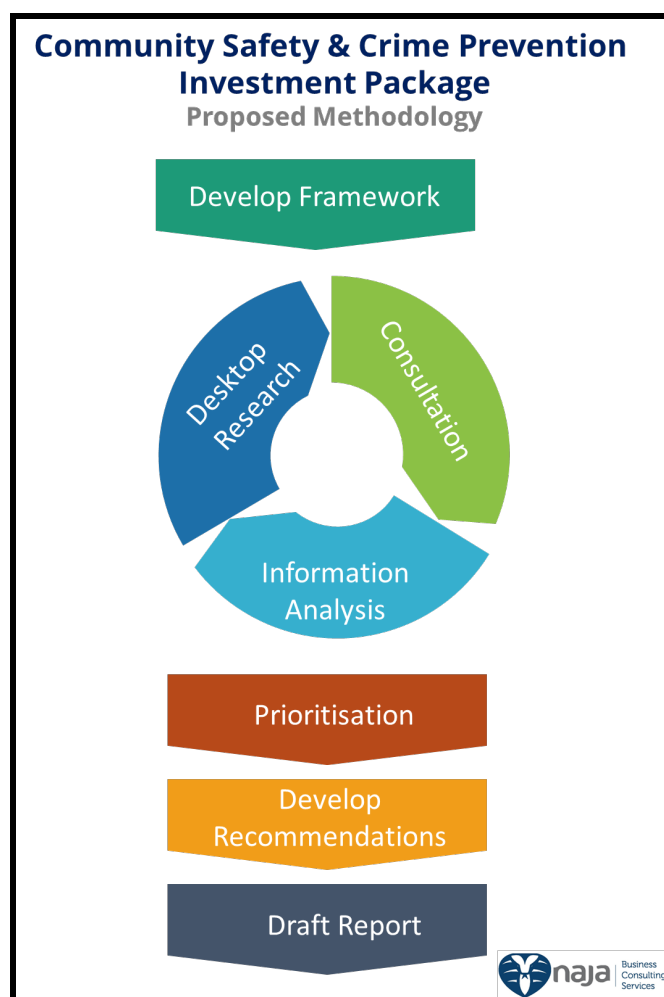 Community Safety & Crime Prevention
Investment Package
Proposed Methodology
Develop Framework
Desktop
Research
Consultation
Information
Analysis
Prioritisation
Develop
Recommendations
Draft Report
naja
Business
Consulting
Services